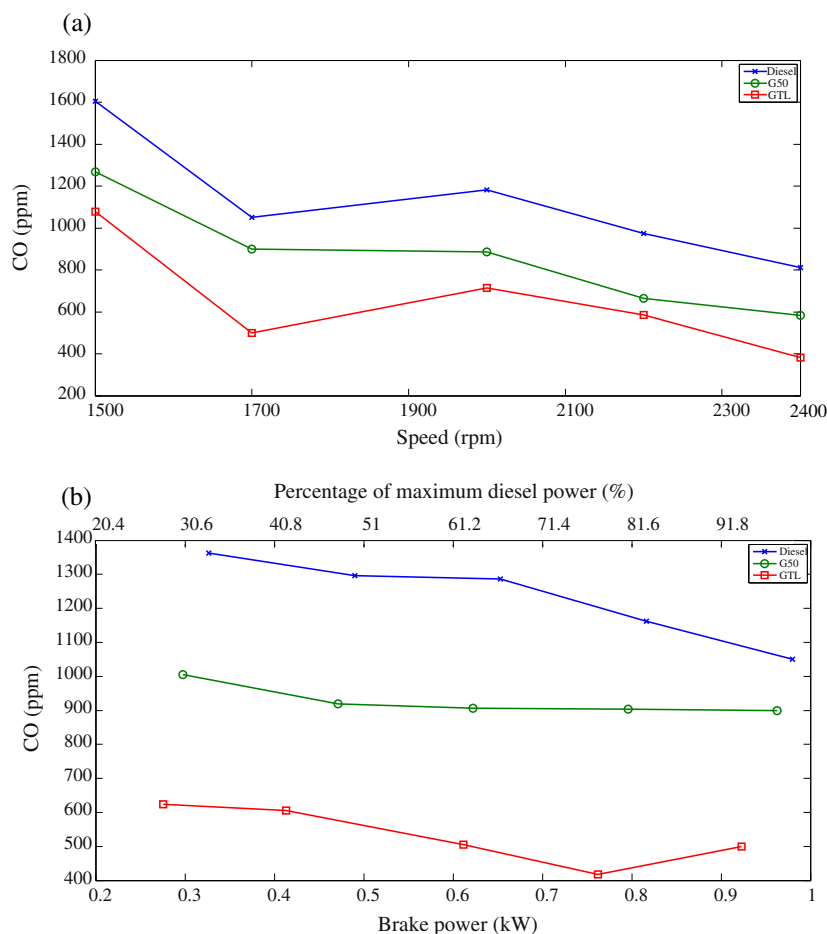 (a)
1800
1600
1400
1200
1000
800
600
400
200
CO (ppm)
Diesel
G50
GTL
1500 1700 1900 2100 2300 2400
Speed (rpm)
(b)
Percentage of maximum diesel power (%)
20.4 30.6 40.8 51 61.2 71.4 81.6 91.8
1400
1300
1200
1100
1000
900
800
700
600
500
400
CO (ppm)
Diesel
G50
GTL
0.2 0.3 0.4 0.5 0.6 0.7 0.8 0.9 1
Brake power (kW)